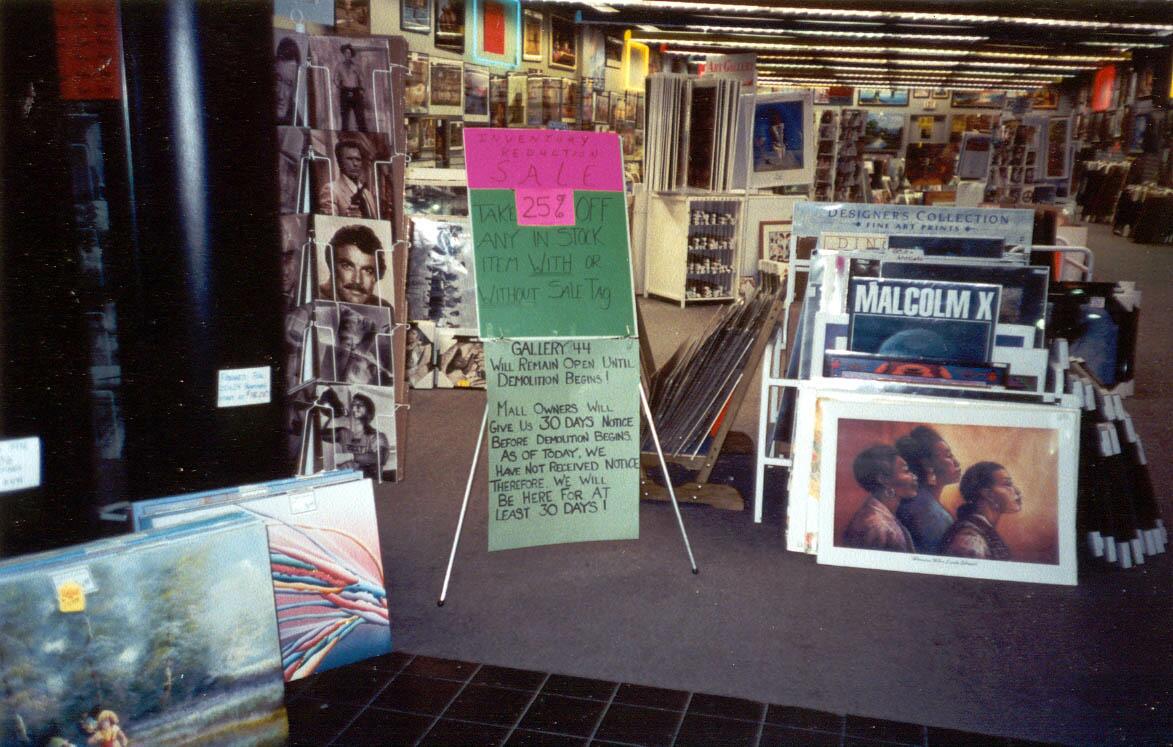 INVENTORY
REDUCTION
SALE
TAKE 25% OFF
ANY IN STOCK
ITEM WITH OR
WITHOUT SALE TAG
GALLERY 44
WILL REMAIN OPEN UNTIL
DEMOLITION BEGINS!
MALL OWNERS WILL
GIVE US 30 DAYS NOTICE
BEFORE DEMOLITION BEGINS.
AS OF TODAY, WE
HAVE NOT RECEIVED NOTICE
THEREFORE, WE WILL
BE HERE FOR AT
LEAST 30 DAYS!
ART GALLERY
DESIGNER'S COLLECTION
FINE ART PRINTS
MALCOLM X